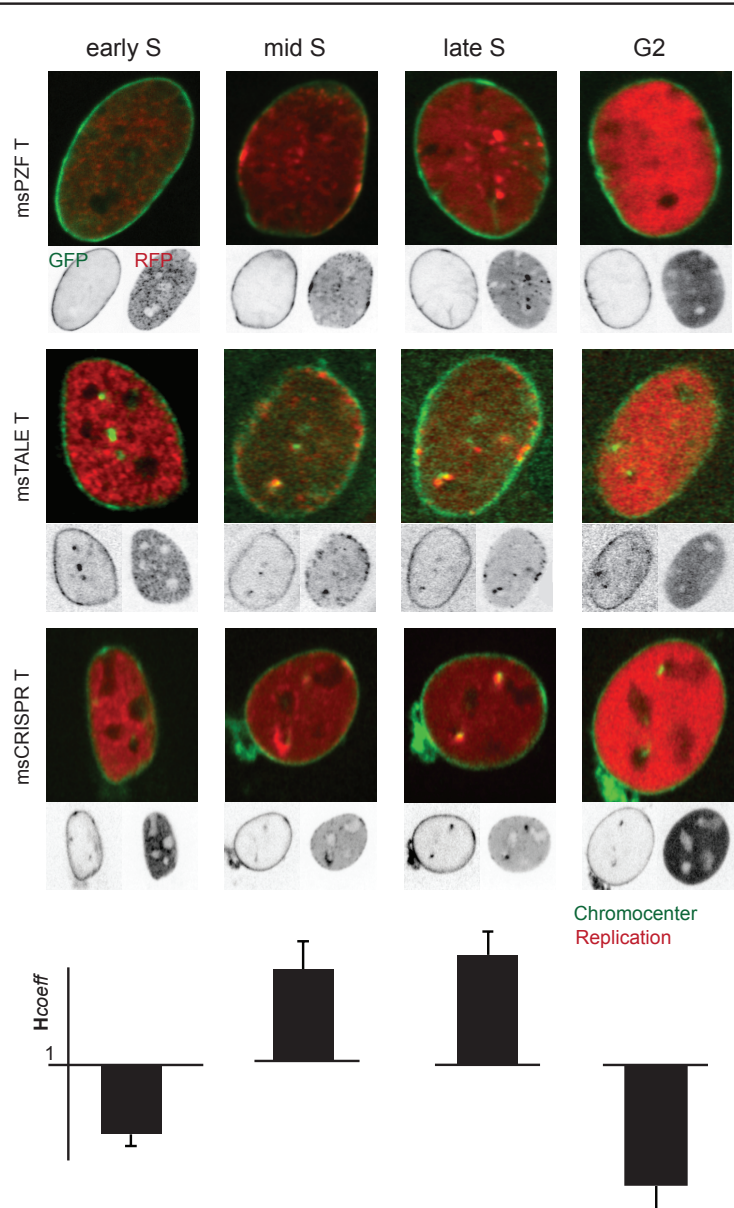 early S
mid S
late S
G2
msPZF T
GFP
RFP
msTALE T
msCRISPR T
Chromocenter
Replication
Hcoeff
1